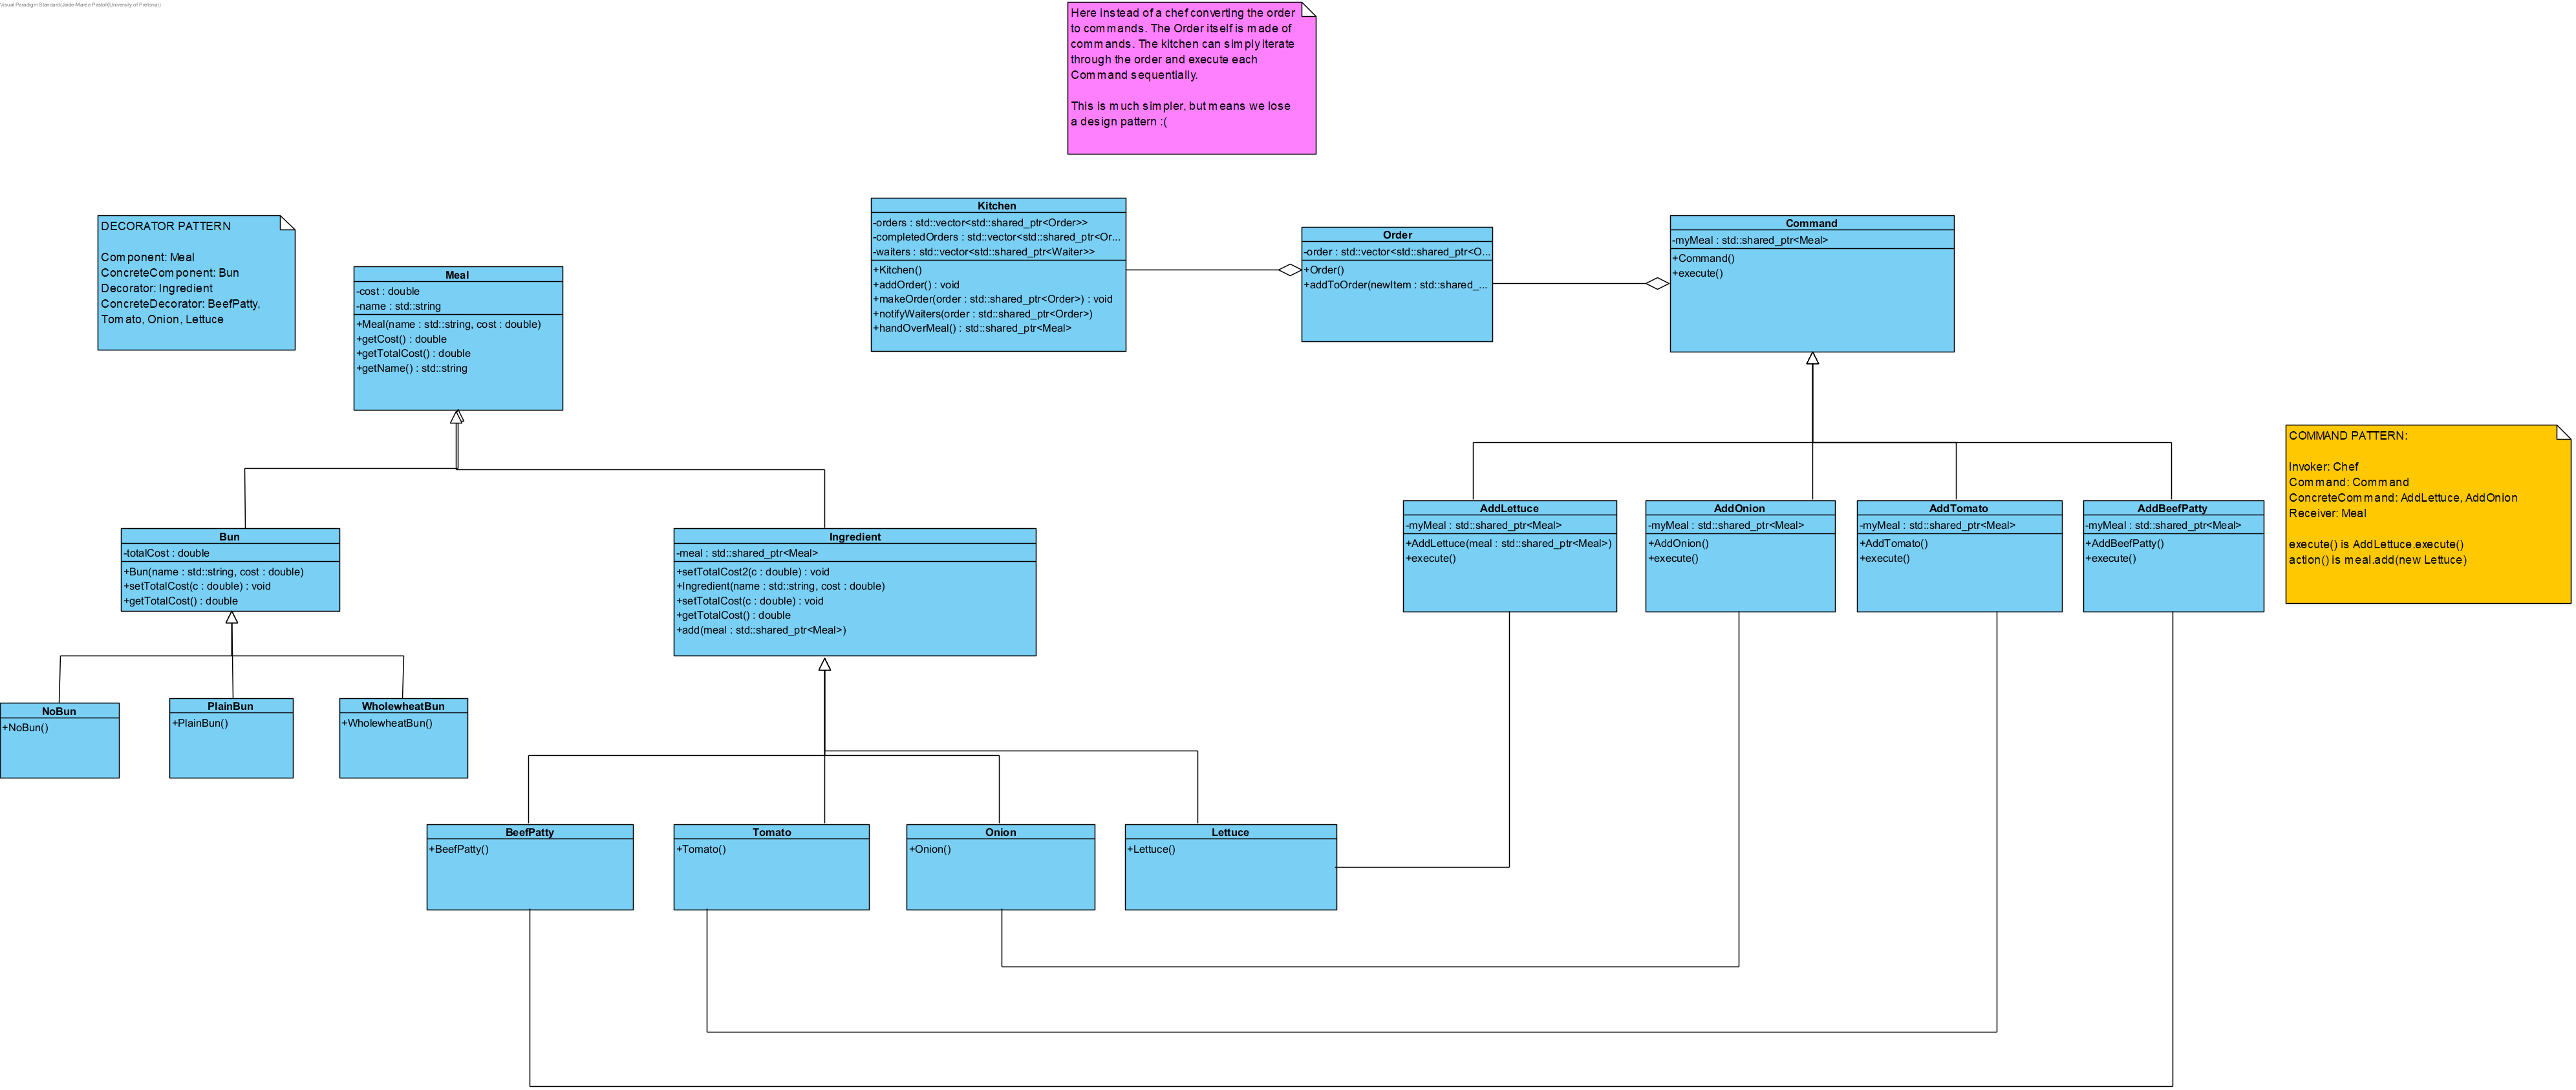 Visual Paradigm Standard(Jaide-Maree Pastoll(University of Pretoria))
Here instead of a chef converting the order
to commands. The Order itself is made of
commands. The kitchen can simply iterate
through the order and execute each
Command sequentially.
This is much simpler, but means we lose
a design pattern :(
DECORATOR PATTERN
Component: Meal
ConcreteComponent: Bun
Decorator: Ingredient
ConcreteDecorator: BeefPatty,
Tomato, Onion, Lettuce
Meal
-cost : double
-name : std::string
+Meal(name : std::string, cost : double)
+getCost() : double
+getTotalCost() : double
+getName() : std::string
Kitchen
-orders : std::vector<std::shared_ptr<Order>>
-completedOrders : std::vector<std::shared_ptr<Or...
-waiters : std::vector<std::shared_ptr<Waiter>>
+Kitchen()
+addOrder() : void
+makeOrder(order : std::shared_ptr<Order>) : void
+notifyWaiters(order : std::shared_ptr<Order>)
+handOverMeal() : std::shared_ptr<Meal>
Order
-order : std::vector<std::shared_ptr<O...
+Order()
+addToOrder(newItem : std::shared_...
Command
-myMeal : std::shared_ptr<Meal>
+Command()
+execute()
COMMAND PATTERN:
Invoker: Chef
Command: Command
ConcreteCommand: AddLettuce, AddOnion
Receiver: Meal
execute() is AddLettuce.execute()
action() is meal.add(new Lettuce)
Bun
-totalCost : double
+Bun(name : std::string, cost : double)
+setTotalCost(c : double) : void
+getTotalCost() : double
Ingredient
-meal : std::shared_ptr<Meal>
+setTotalCost2(c : double) : void
+Ingredient(name : std::string, cost : double)
+setTotalCost(c : double) : void
+getTotalCost() : double
+add(meal : std::shared_ptr<Meal>)
AddLettuce
-myMeal : std::shared_ptr<Meal>
+AddLettuce(meal : std::shared_ptr<Meal>)
+execute()
AddOnion
-myMeal : std::shared_ptr<Meal>
+AddOnion()
+execute()
AddTomato
-myMeal : std::shared_ptr<Meal>
+AddTomato()
+execute()
AddBeefPatty
-myMeal : std::shared_ptr<Meal>
+AddBeefPatty()
+execute()
NoBun
+NoBun()
PlainBun
+PlainBun()
WholewheatBun
+WholewheatBun()
BeefPatty
+BeefPatty()
Tomato
+Tomato()
Onion
+Onion()
Lettuce
+Lettuce()